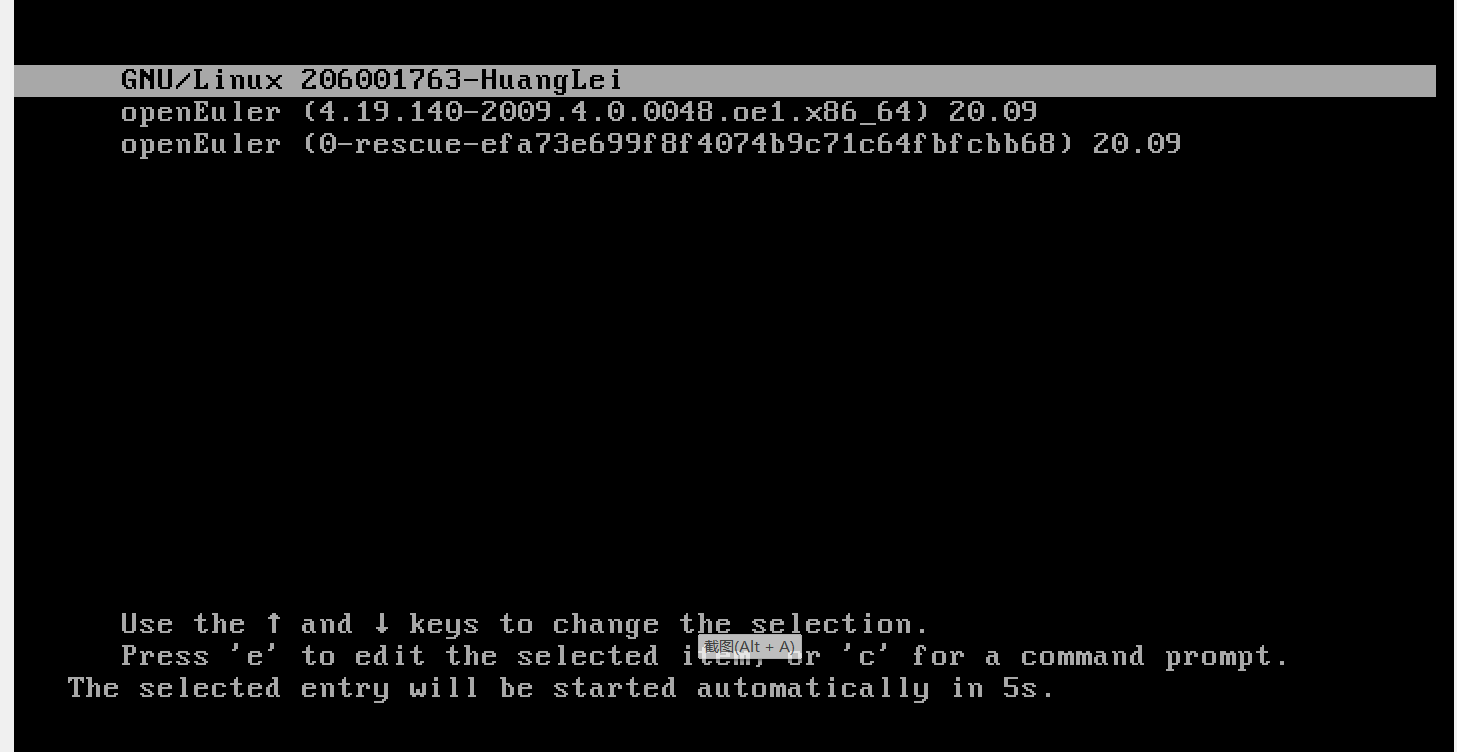 GNU/Linux 206001763-HuangLei
openEuler (4.19.140-2009.4.0.0048.oe1.x86_64) 20.09
openEuler (0-rescue-efa73e699f8f4074b9c71c64fbfcbb68) 20.09
Use the ↑ and ↓ keys to change the selection.
截图(Alt + A)
Press 'e' to edit the selected item, or 'c' for a command prompt.
The selected entry will be started automatically in 5s.